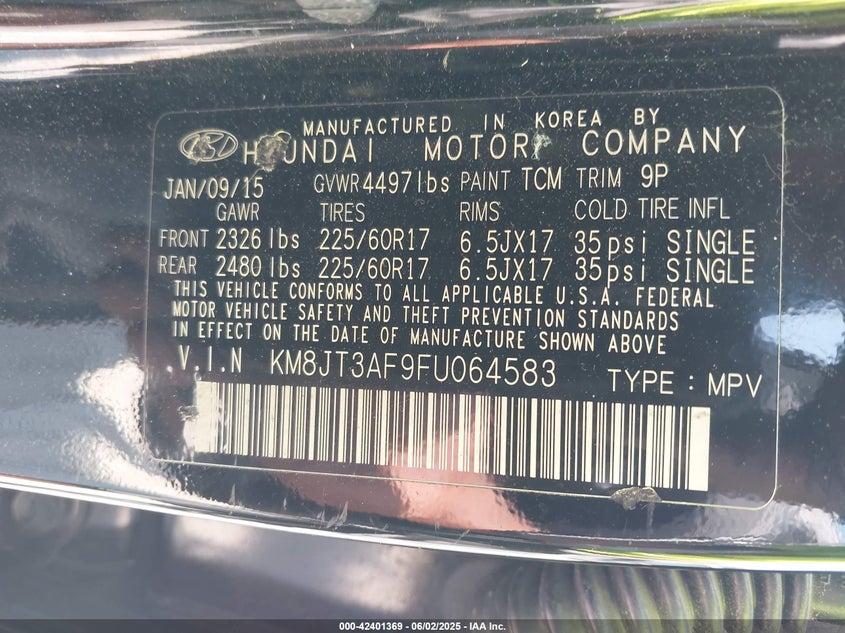 MANUFACTURED IN KOREA BY
HYUNDAI MOTOR COMPANY
JAN/09/15 GVWR 4497lbs PAINT TCM TRIM 9P
GAWR TIRES RIMS COLD TIRE INFL
FRONT 2326 lbs 225/60R17 6.5JX17 35psi SINGLE
REAR 2480 lbs 225/60R17 6.5JX17 35psi SINGLE
THIS VEHICLE CONFORMS TO ALL APPLICABLE U.S.A. FEDERAL
MOTOR VEHICLE SAFETY AND THEFT PREVENTION STANDARDS
IN EFFECT ON THE DATE OF MANUFACTURE SHOWN ABOVE
.V.I.N KM8JT3AF9FU064583 TYPE : MPV
000-42401369 - 06/02/2025 - IAA Inc.